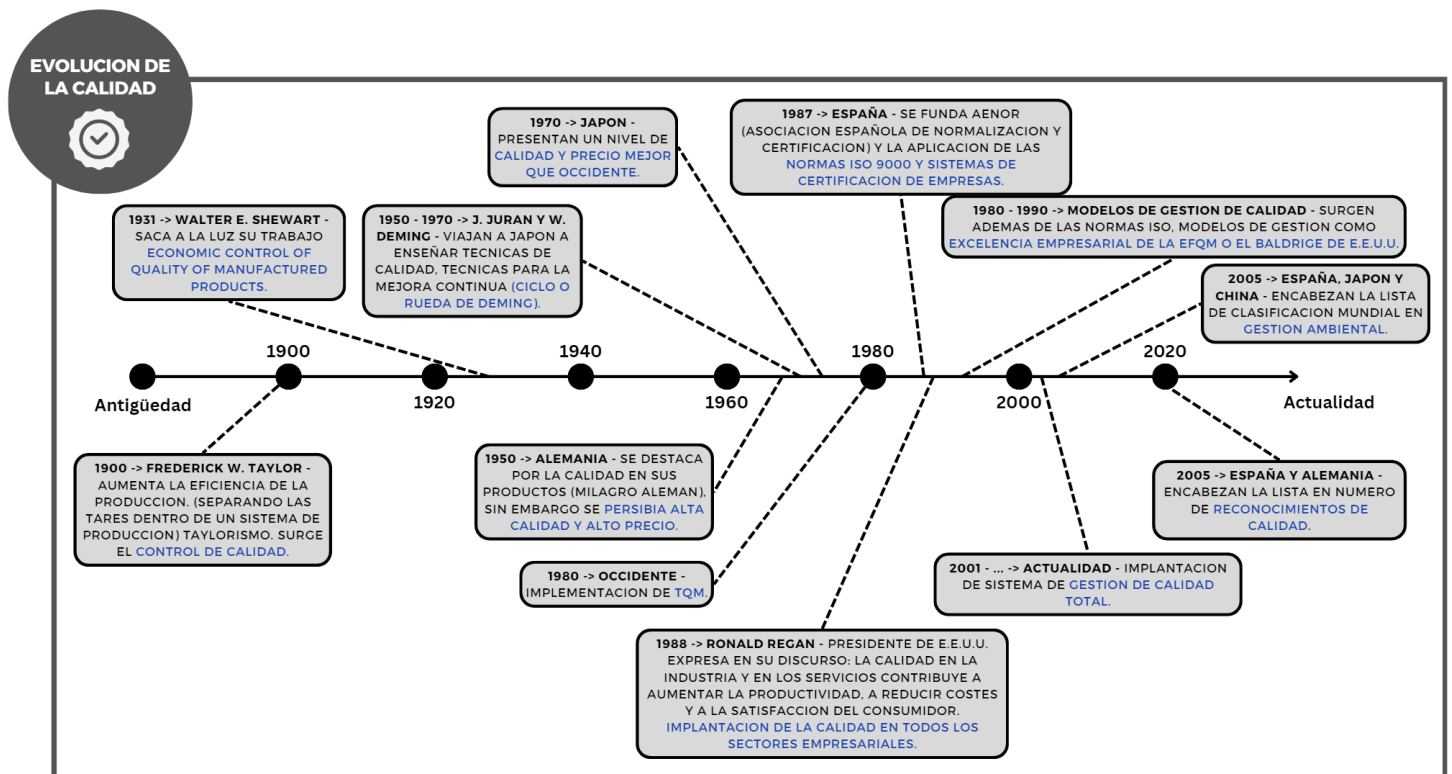 EVOLUCION DE
LA CALIDAD
1970 -> JAPON -
PRESENTAN UN NIVEL DE
CALIDAD Y PRECIO MEJOR
QUE OCCIDENTE.
1987 -> ESPAÑA - SE FUNDA AENOR
(ASOCIACION ESPAÑOLA DE NORMALIZACION Y
CERTIFICACION) Y LA APLICACION DE LAS
NORMAS ISO 9000 Y SISTEMAS DE
CERTIFICACION DE EMPRESAS.
1931 -> WALTER E. SHEWART -
SACA A LA LUZ SU TRABAJO
ECONOMIC CONTROL OF
QUALITY OF MANUFACTURED
PRODUCTS.
1950 - 1970 -> J. JURAN Y W.
DEMING - VIAJAN A JAPON A
ENSEÑAR TECNICAS DE
CALIDAD, TECNICAS PARA LA
MEJORA CONTINUA (CICLO O
RUEDA DE DEMING).
1980 - 1990 -> MODELOS DE GESTION DE CALIDAD - SURGEN
ADEMAS DE LAS NORMAS ISO, MODELOS DE GESTION COMO
EXCELENCIA EMPRESARIAL DE LA EFQM O EL BALDRIGE DE E.E.U.U.
2005 -> ESPAÑA, JAPON Y
CHINA - ENCABEZAN LA LISTA
DE CLASIFICACION MUNDIAL EN
GESTION AMBIENTAL.
Antigüedad
1900
1920
1940
1960
1980
2000
2020
Actualidad
1900 -> FREDERICK W. TAYLOR -
AUMENTA LA EFICIENCIA DE LA
PRODUCCION. (SEPARANDO LAS
TARES DENTRO DE UN SISTEMA DE
PRODUCCION) TAYLORISMO. SURGE
EL CONTROL DE CALIDAD.
1950 -> ALEMANIA - SE DESTACA
POR LA CALIDAD EN SUS
PRODUCTOS (MILAGRO ALEMAN),
SIN EMBARGO SE PERSIBIA ALTA
CALIDAD Y ALTO PRECIO.
2005 -> ESPAÑA Y ALEMANIA -
ENCABEZAN LA LISTA EN NUMERO
DE RECONOCIMIENTOS DE
CALIDAD.
1980 -> OCCIDENTE -
IMPLEMENTACION DE TQM.
2001 - ... -> ACTUALIDAD - IMPLANTACION
DE SISTEMA DE GESTION DE CALIDAD
TOTAL.
1988 -> RONALD REGAN - PRESIDENTE DE E.E.U.U.
EXPRESA EN SU DISCURSO: LA CALIDAD EN LA
INDUSTRIA Y EN LOS SERVICIOS CONTRIBUYE A
AUMENTAR LA PRODUCTIVIDAD, A REDUCIR COSTES
Y A LA SATISFACCION DEL CONSUMIDOR.
IMPLANTACION DE LA CALIDAD EN TODOS LOS
SECTORES EMPRESARIALES.